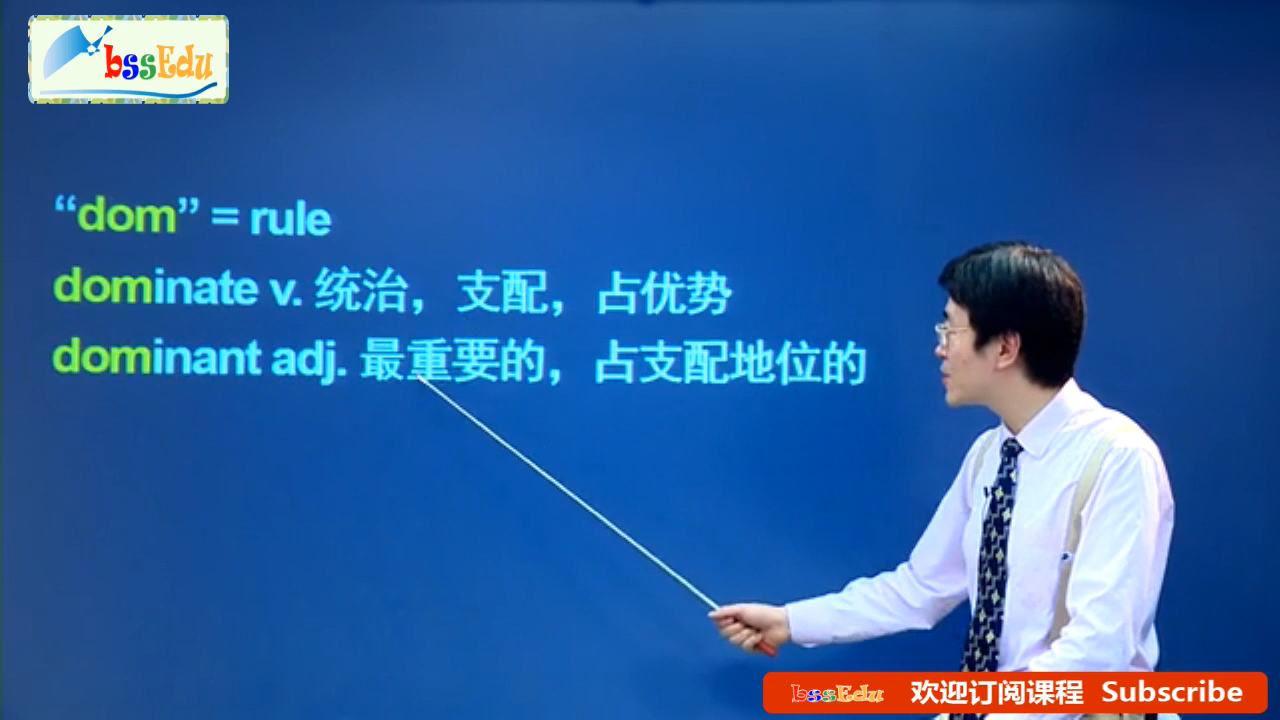 bssEdu
“dom” = rule
dominate v. 统治，支配，占优势
dominant adj. 最重要的，占支配地位的
bssEdu 欢迎订阅课程 Subscribe